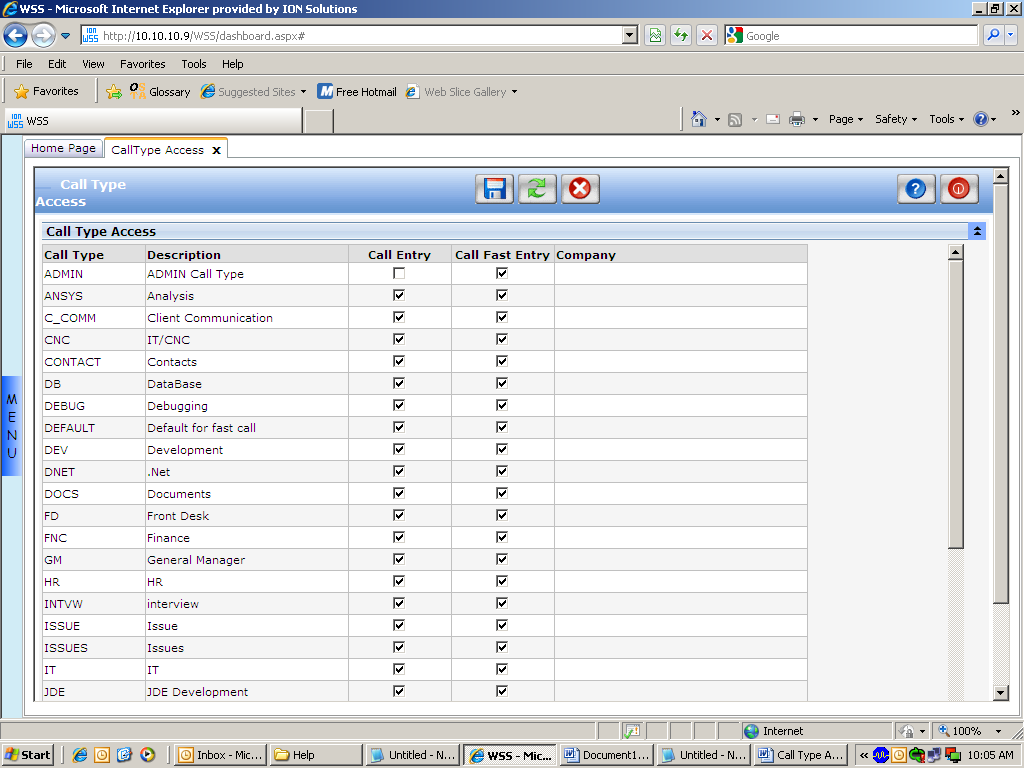 WSS - Microsoft Internet Explorer provided by ION Solutions
ION WSS http://10.10.10.9/WSS/dashboard.aspx# Google
File Edit View Favorites Tools Help
Favorites Glossary Suggested Sites Free Hotmail Web Slice Gallery
ION WSS WSS Page Safety Tools »
Home Page CallType Access x
Call Type
Access
Call Type Access
Call Type Description Call Entry Call Fast Entry Company
ADMIN ADMIN Call Type
ANSYS Analysis
C_COMM Client Communication
CNC IT/CNC
CONTACT Contacts
DB DataBase
DEBUG Debugging
DEFAULT Default for fast call
DEV Development
DNET .Net
DOCS Documents
FD Front Desk
FNC Finance
GM General Manager
HR HR
INTVW interview
ISSUE Issue
ISSUES Issues
IT IT
JDE JDE Development
M
E
N
U
Internet 100%
Start Inbox - Mic... Help Untitled - N... WSS - Mic... Document1... Untitled - N... Call Type A... « 10:05 AM